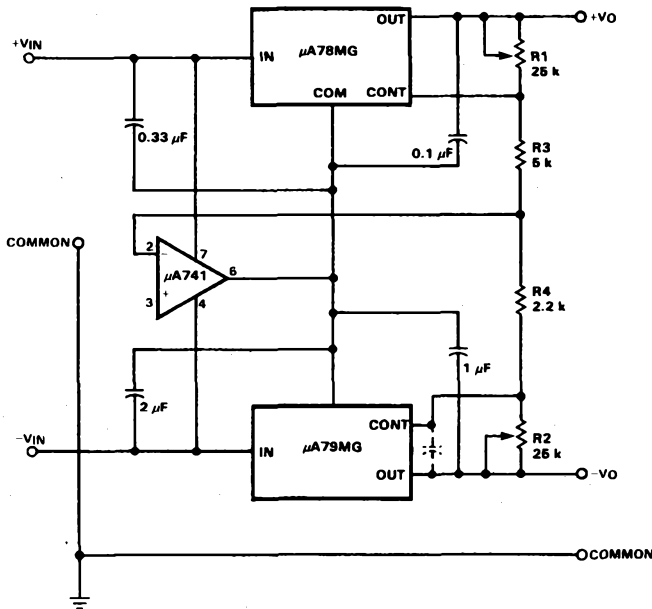 +VIN
OUT
+VO
IN
µA78MG
COM
CONT
R1
25 k
0.33 µF
0.1 µF
R3
5 k
COMMON
2
−
7
µA741
6
3
+
4
R4
2.2 k
2 µF
1 µF
−VIN
IN
µA79MG
CONT
OUT
R2
25 k
−VO
COMMON